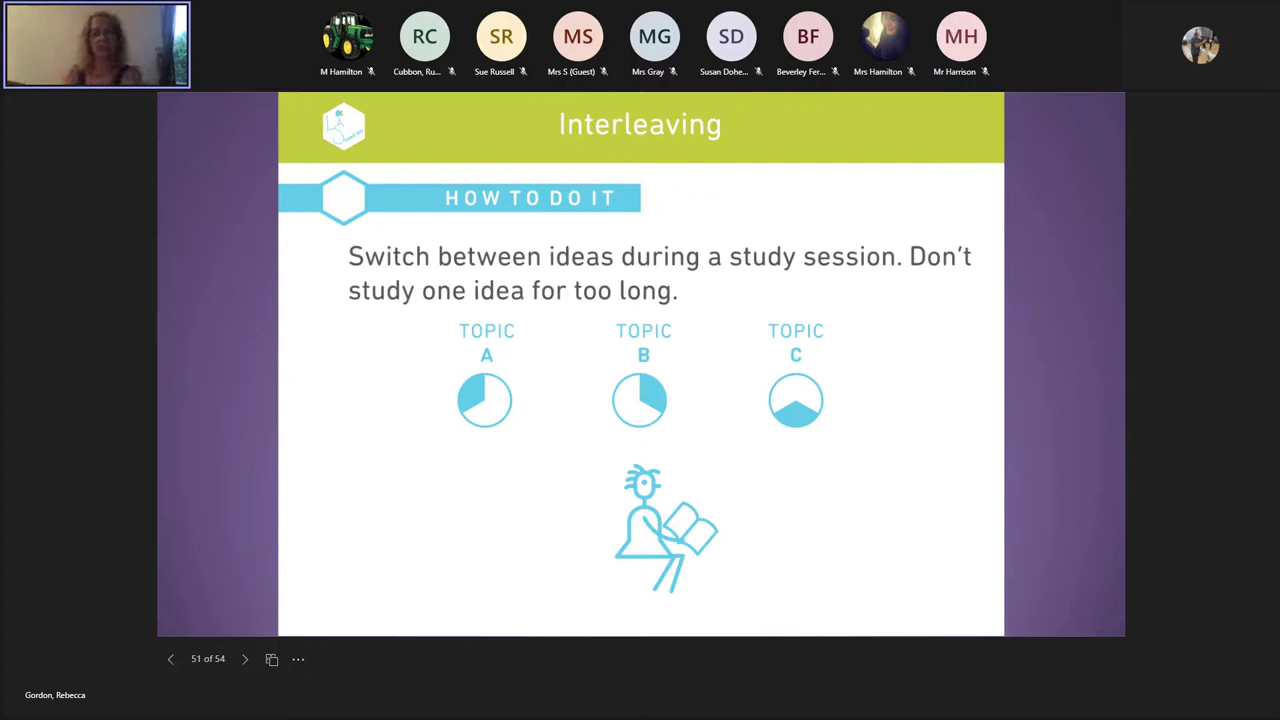 RC
SR
MS
MG
SD
BF
MH
M Hamilton
Cubbon, Ru...
Sue Russell
Mrs S (Guest)
Mrs Gray
Susan Dohe...
Beverley Fer...
Mrs Hamilton
Mr Harrison
Interleaving
HOW TO DO IT
Switch between ideas during a study session. Don't
study one idea for too long.
TOPIC
A
TOPIC
B
TOPIC
C
51 of 54
Gordon, Rebecca